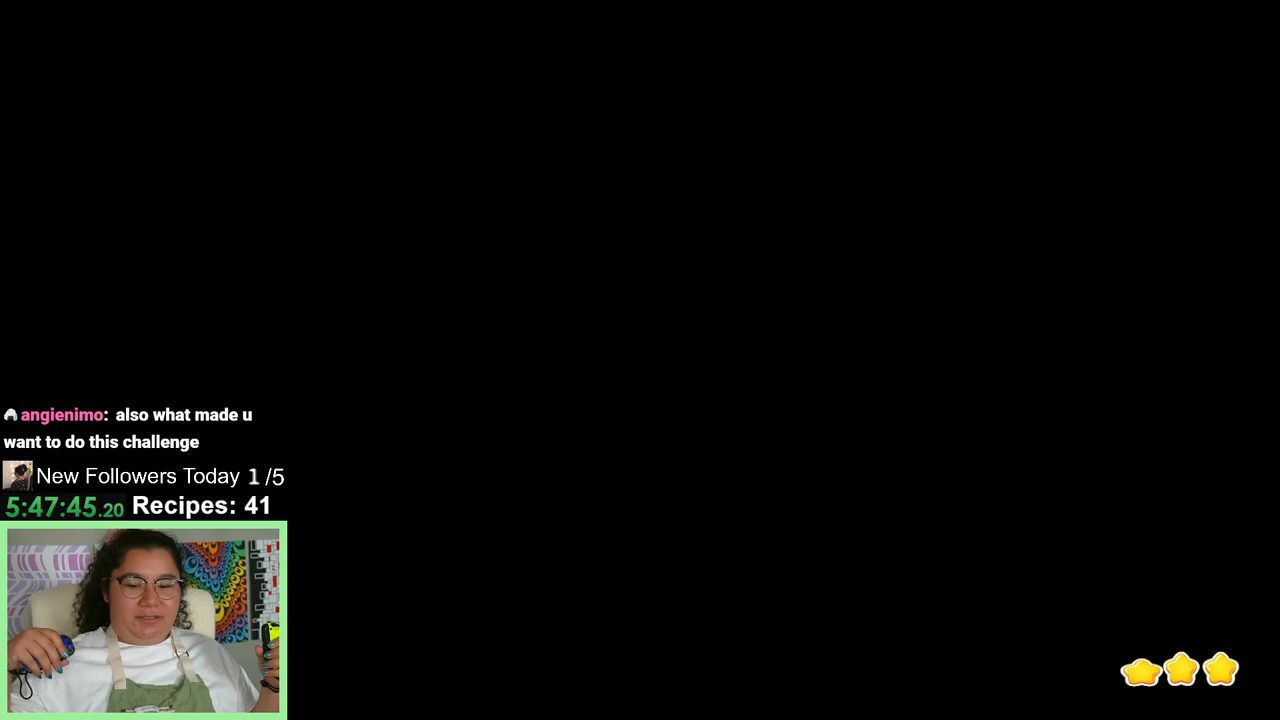 angienimo: also what made u
want to do this challenge
New Followers Today 1/5
5:47:45.20 Recipes: 41